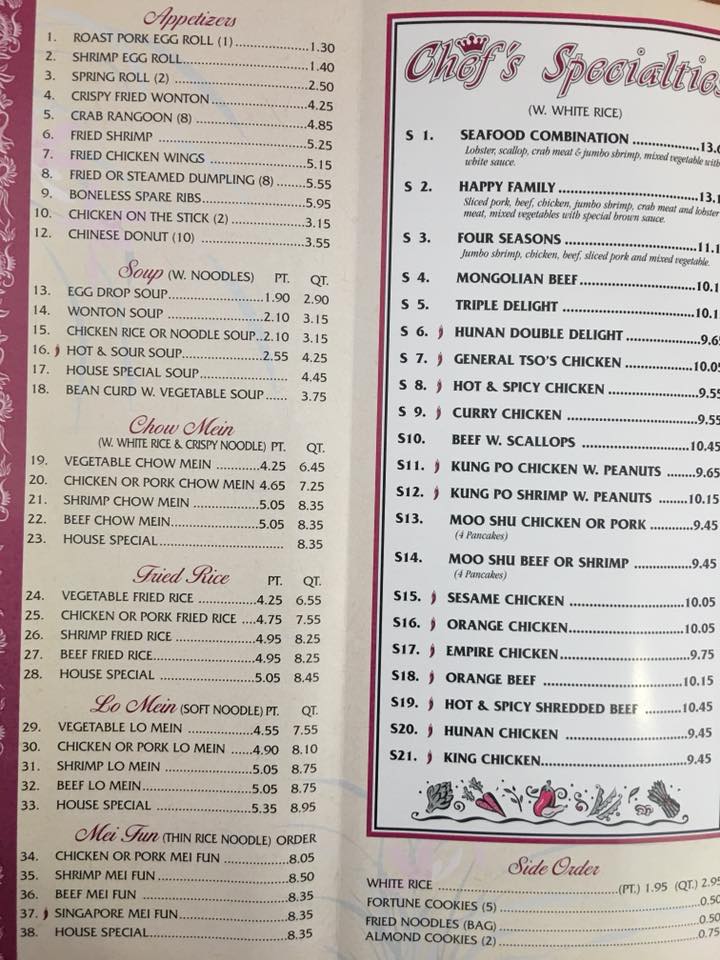 Appetizers
1. ROAST PORK EGG ROLL (1)..................1.30
2. SHRIMP EGG ROLL..................1.40
3. SPRING ROLL (2) ..................2.50
4. CRISPY FRIED WONTON..................4.25
5. CRAB RANGOON (8) ..................4.85
6. FRIED SHRIMP ..................5.25
7. FRIED CHICKEN WINGS ..................5.15
8. FRIED OR STEAMED DUMPLING (8) .......5.55
9. BONELESS SPARE RIBS..................5.95
10. CHICKEN ON THE STICK (2) ..................3.15
12. CHINESE DONUT (10) ..................3.55
Soup (W. NOODLES) PT. QT.
13. EGG DROP SOUP..................1.90 2.90
14. WONTON SOUP ..................2.10 3.15
15. CHICKEN RICE OR NOODLE SOUP..2.10 3.15
16. HOT & SOUR SOUP..................2.55 4.25
17. HOUSE SPECIAL SOUP.................. 4.45
18. BEAN CURD W. VEGETABLE SOUP...... 3.75
Chow Mein
(W. WHITE RICE & CRISPY NOODLE) PT. QT.
19. VEGETABLE CHOW MEIN ............4.25 6.45
20. CHICKEN OR PORK CHOW MEIN 4.65 7.25
21. SHRIMP CHOW MEIN ..................5.05 8.35
22. BEEF CHOW MEIN..................5.05 8.35
23. HOUSE SPECIAL.................. 8.35
Fried Rice PT. QT.
24. VEGETABLE FRIED RICE ..................4.25 6.55
25. CHICKEN OR PORK FRIED RICE ....4.75 7.55
26. SHRIMP FRIED RICE ..................4.95 8.25
27. BEEF FRIED RICE..................4.95 8.25
28. HOUSE SPECIAL ..................5.05 8.45
Lo Mein (SOFT NOODLE) PT. QT.
29. VEGETABLE LO MEIN ..................4.55 7.55
30. CHICKEN OR PORK LO MEIN ......4.90 8.10
31. SHRIMP LO MEIN ..................5.05 8.75
32. BEEF LO MEIN..................5.05 8.75
33. HOUSE SPECIAL ..................5.35 8.95
Mei Fun (THIN RICE NOODLE) ORDER
34. CHICKEN OR PORK MEI FUN ..................8.05
35. SHRIMP MEI FUN..................8.50
36. BEEF MEI FUN ..................8.35
37. SINGAPORE MEI FUN..................8.35
38. HOUSE SPECIAL..................8.35
Chef's Specialties
(W. WHITE RICE)
S 1. SEAFOOD COMBINATION ..................
Lobster, scallop, crab meat & jumbo shrimp, mixed vegetable with
white sauce.
S 2. HAPPY FAMILY ..................
Sliced pork, beef, chicken, jumbo shrimp, crab meat and lobster
meat, mixed vegetables with special brown sauce.
S 3. FOUR SEASONS ..................
Jumbo shrimp, chicken, beef, sliced pork and mixed vegetable.
S 4. MONGOLIAN BEEF..................
S 5. TRIPLE DELIGHT ..................
S 6. HUNAN DOUBLE DELIGHT ..................9.65
S 7. GENERAL TSO'S CHICKEN ..................10.05
S 8. HOT & SPICY CHICKEN ..................9.55
S 9. CURRY CHICKEN ..................9.55
S10. BEEF W. SCALLOPS ..................10.45
S11. KUNG PO CHICKEN W. PEANUTS .......9.65
S12. KUNG PO SHRIMP W. PEANUTS .......10.15
S13. MOO SHU CHICKEN OR PORK ...........9.45
(4 Pancakes)
S14. MOO SHU BEEF OR SHRIMP ..............9.45
(4 Pancakes)
S15. SESAME CHICKEN ..................10.05
S16. ORANGE CHICKEN..................10.05
S17. EMPIRE CHICKEN..................9.75
S18. ORANGE BEEF ..................10.15
S19. HOT & SPICY SHREDDED BEEF .........10.45
S20. HUNAN CHICKEN ..................9.45
S21. KING CHICKEN..................9.45
Side Order
WHITE RICE ..................(PT.) 1.95 (QT.) 2.95
FORTUNE COOKIES (5) ..................0.50
FRIED NOODLES (BAG) ..................0.50
ALMOND COOKIES (2) ..................0.75